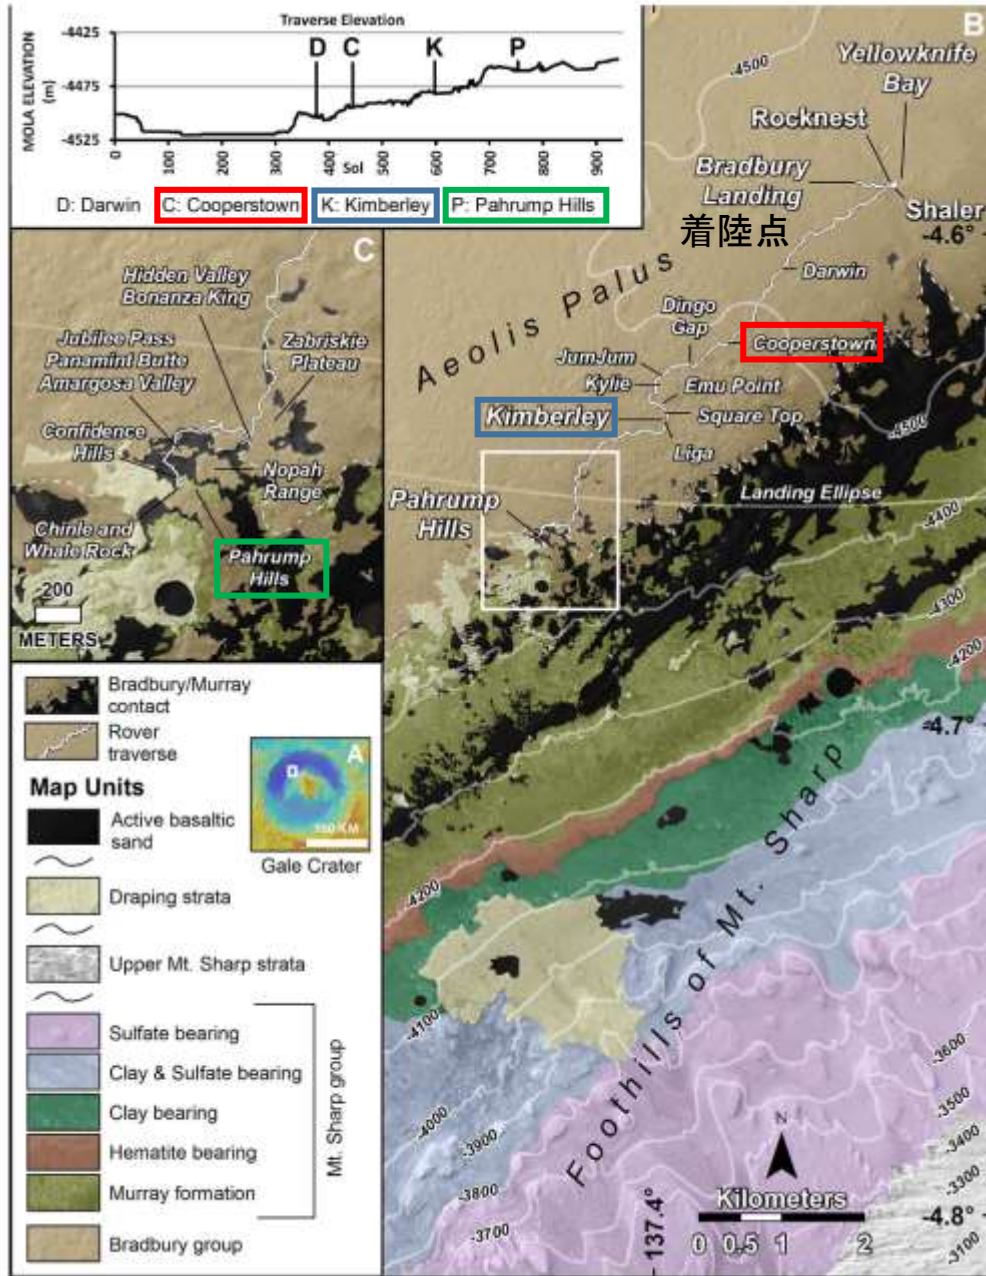 Traverse Elevation
MOLA ELEVATION
(m)
-4425
-4475
-4525
D C K P
0 100 200 300 400 500 600 700 800 900
Sol
D: Darwin C: Cooperstown K: Kimberley P: Pahrump Hills
B
-4500
Yellowknife
Bay
Rocknest
Bradbury
Landing
着陸点
Shaler
-4.6°
Darwin
Aeolis Palus
Dingo
Gap
Cooperstown
JumJum
Kylie
Emu Point
Kimberley
Square Top
-4500
Liga
Pahrump
Hills
Landing Ellipse
-4400
-4300
-4200
-4.7°
C
Hidden Valley
Bonanza King
Jubilee Pass
Panamint Butte
Amargosa Valley
Zabriskie
Plateau
Confidence
Hills
Nopah
Range
Chinle and
Whale Rock
Pahrump
Hills
200
METERS
Bradbury/Murray
contact
Rover
traverse
Map Units
Active basaltic
sand
A
Gale Crater
Draping strata
Upper Mt. Sharp strata
Sulfate bearing
Clay & Sulfate bearing
Clay bearing
Hematite bearing
Murray formation
Mt. Sharp group
Bradbury group
-4200
-4100
-4000
-3900
-3800
-3700
Foothills of Mt. Sharp
-3600
-3500
-3400
-3300
-3100
N
137.4°
Kilometers
0 0.5 1 2
-4.8°